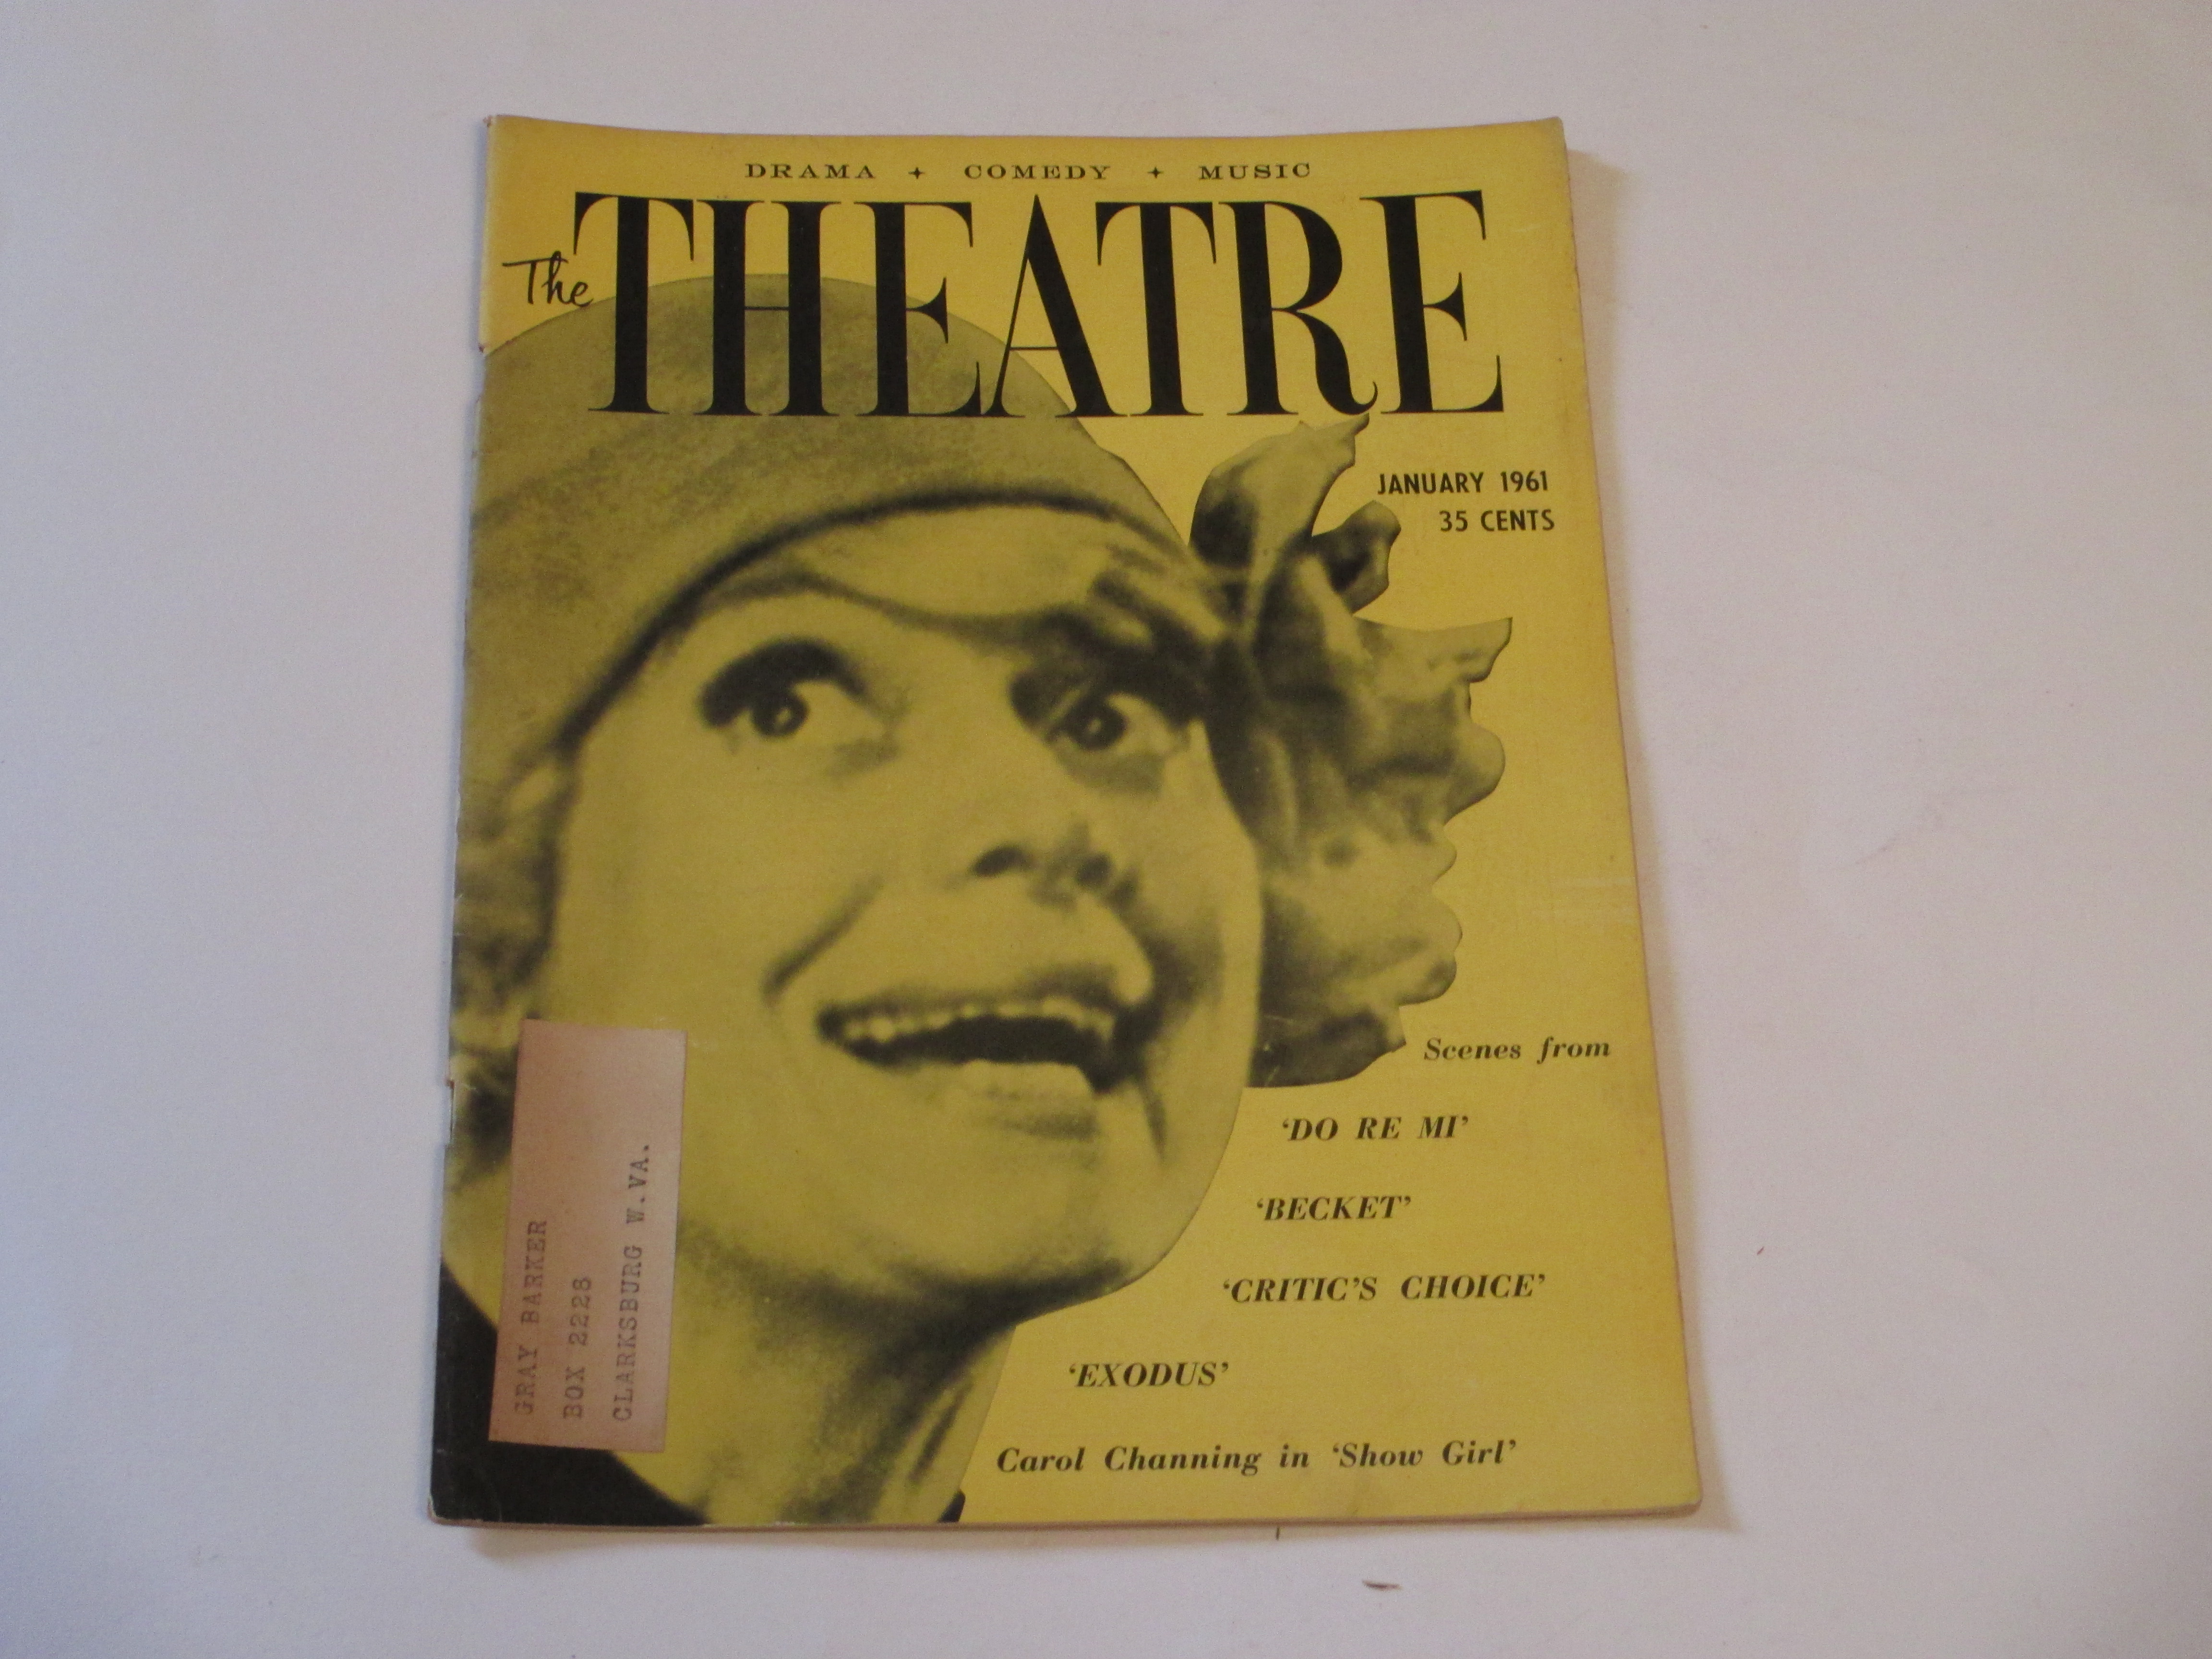 DRAMA ✦ COMEDY ✦ MUSIC
The THEATRE
JANUARY 1961
35 CENTS
Scenes from
‘DO RE MI’
‘BECKET’
‘CRITIC’S CHOICE’
‘EXODUS’
Carol Channing in ‘Show Girl’
GRAY BARKER
BOX 2228
CLARKSBURG W.VA.